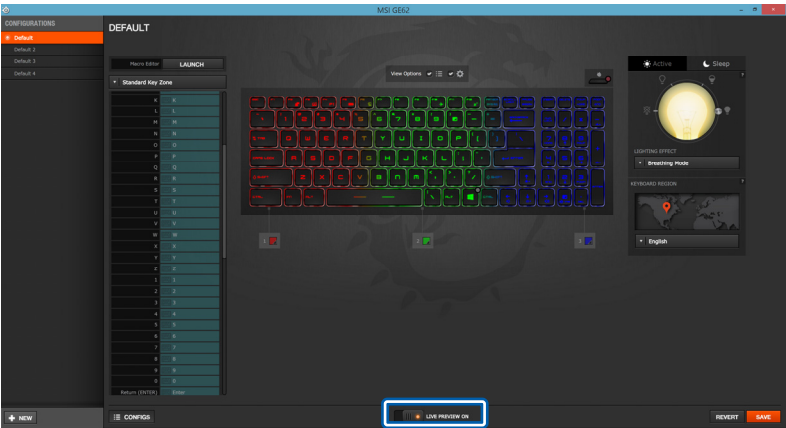 MSI GE62
CONFIGURATIONS
Default
Default 2
Default 3
Default 4
DEFAULT
Macro Editor LAUNCH
Standard Key Zone
K K
L L
M M
N N
O O
P P
Q Q
R R
S S
T T
U U
V V
W W
X X
Y Y
Z Z
1 1
2 2
3 3
4 4
5 5
6 6
7 7
8 8
9 9
0 0
Return (ENTER) Enter
View Options
1
2
3
Active Sleep
LIGHTING EFFECT
Breathing Mode
KEYBOARD REGION
English
NEW
CONFIGS
LIVE PREVIEW ON
REVERT SAVE